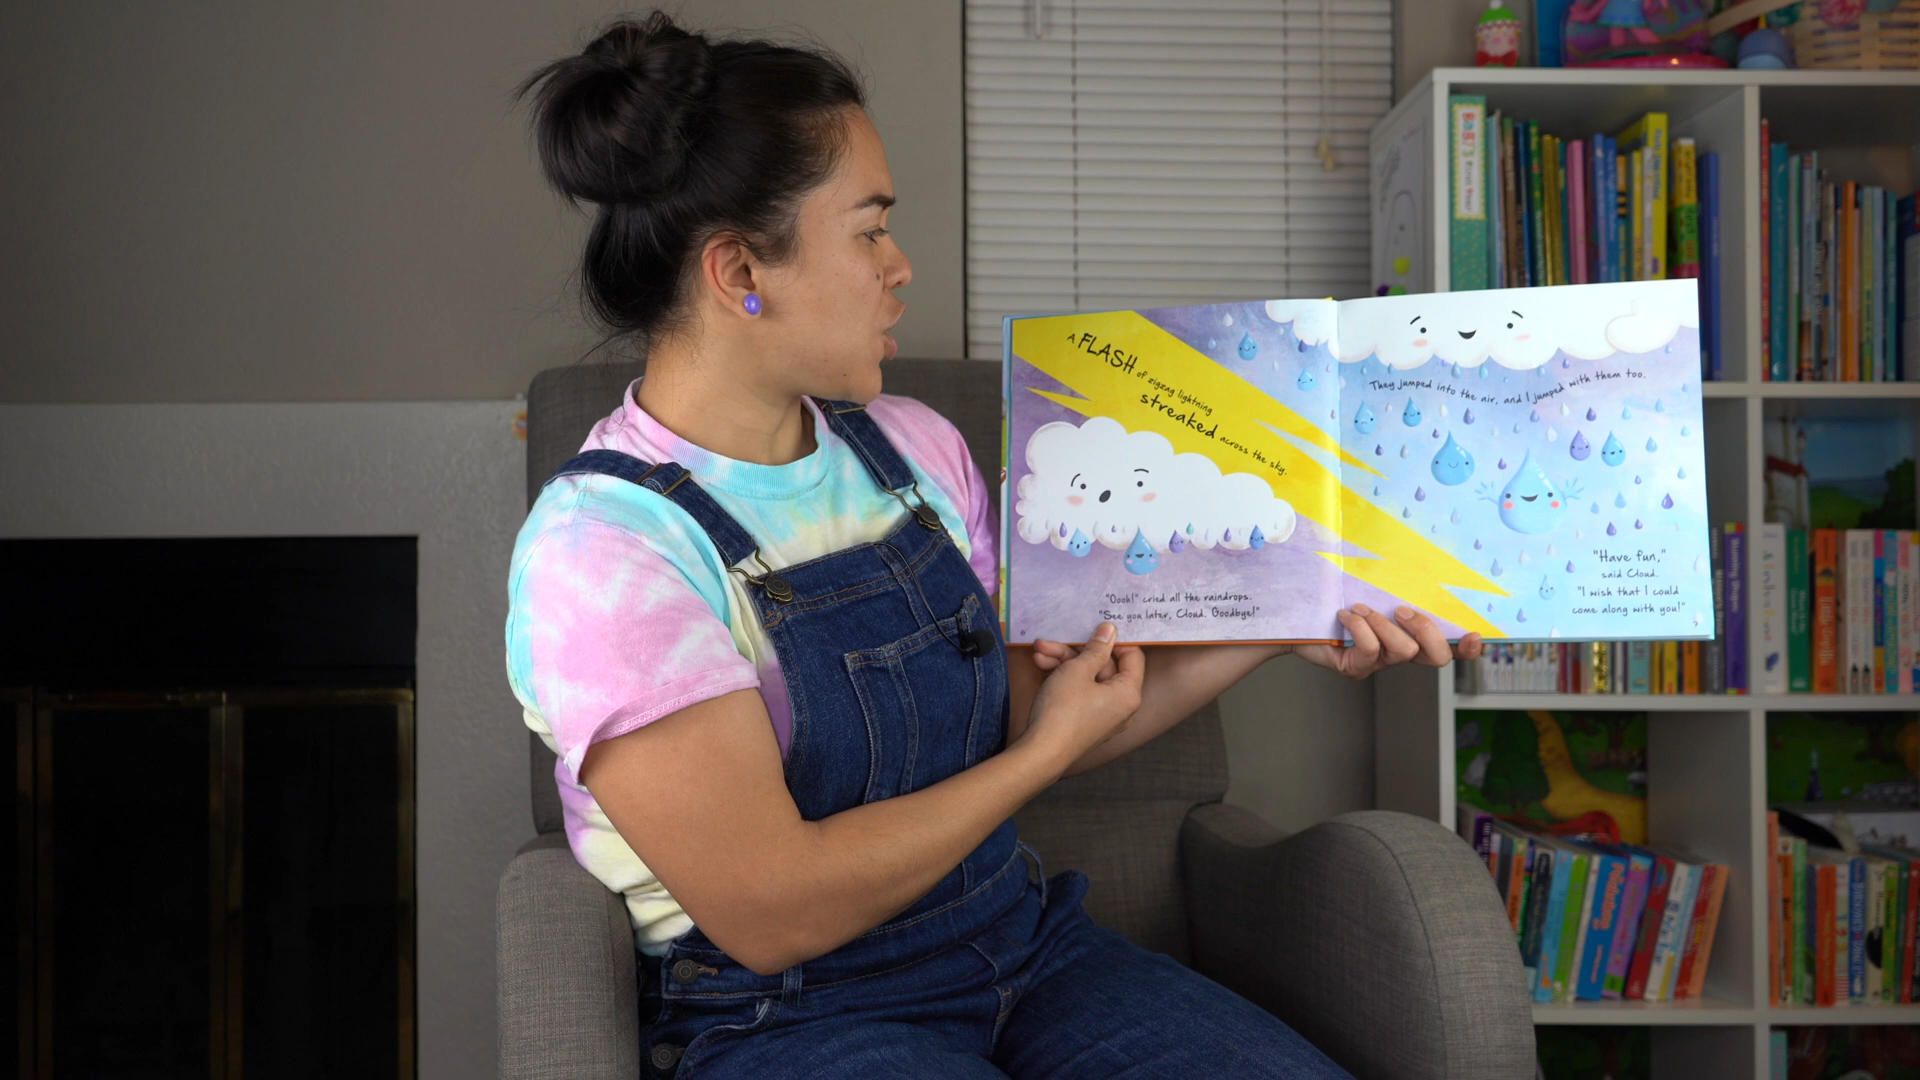 A FLASH of zigzag lightning
streaked across the sky.
"Oooh!" cried all the raindrops.
"See you later, Cloud. Goodbye!"
They jumped into the air, and I jumped with them too.
"Have fun,"
said Cloud.
"I wish that I could
come along with you!"